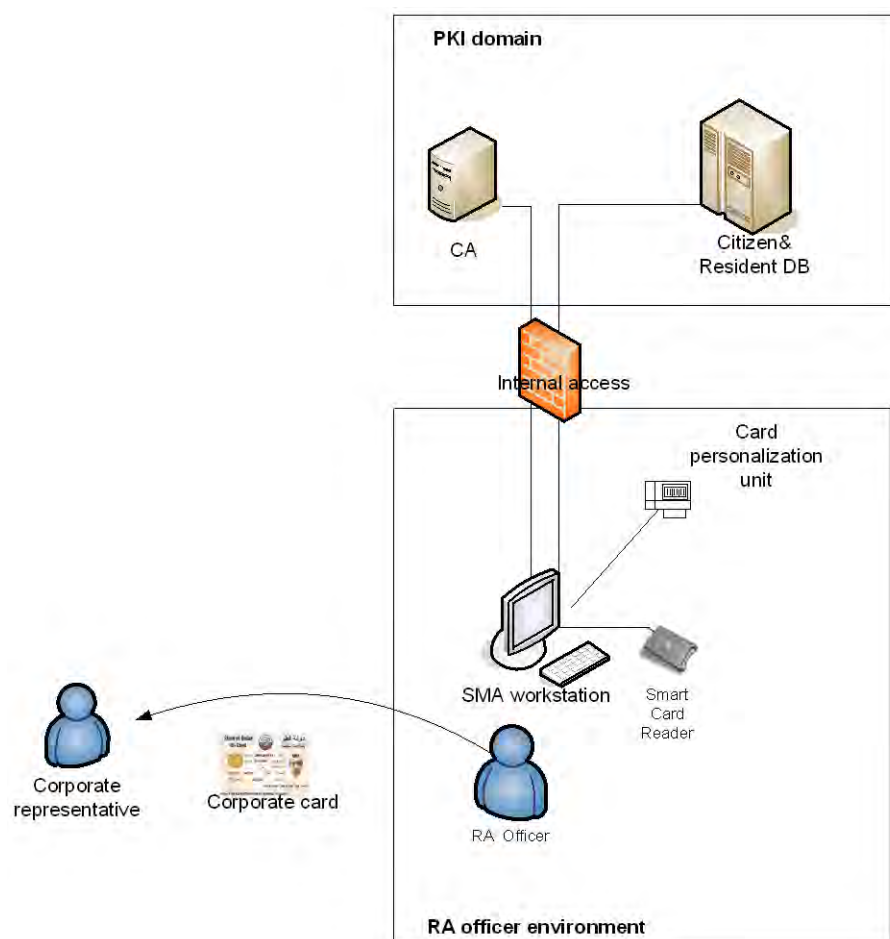 PKI domain
CA
Citizen&
Resident DB
Internal access
Card
personalization
unit
SMA workstation
Smart
Card
Reader
Corporate
representative
Corporate card
RA Officer
RA officer environment